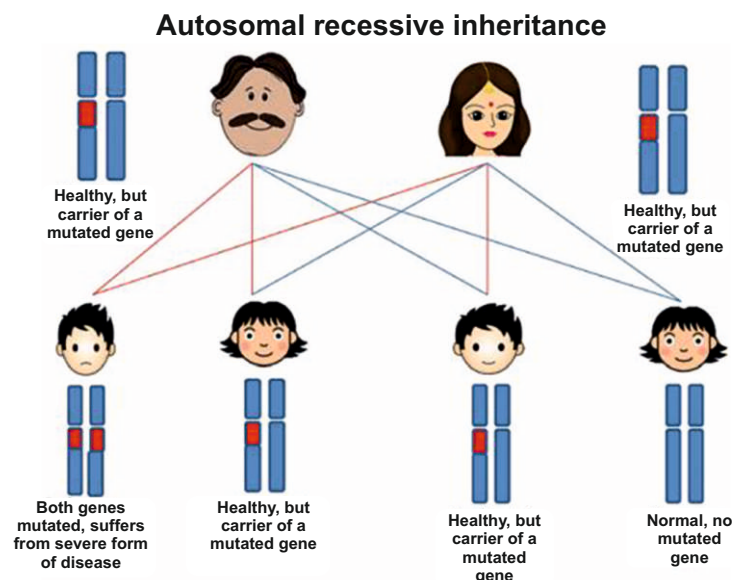 Autosomal recessive inheritance
Healthy, but
carrier of a
mutated gene
Healthy, but
carrier of a
mutated gene
Both genes
mutated, suffers
from severe form
of disease
Healthy, but
carrier of a
mutated gene
Healthy, but
carrier of a
mutated
gene
Normal, no
mutated
gene